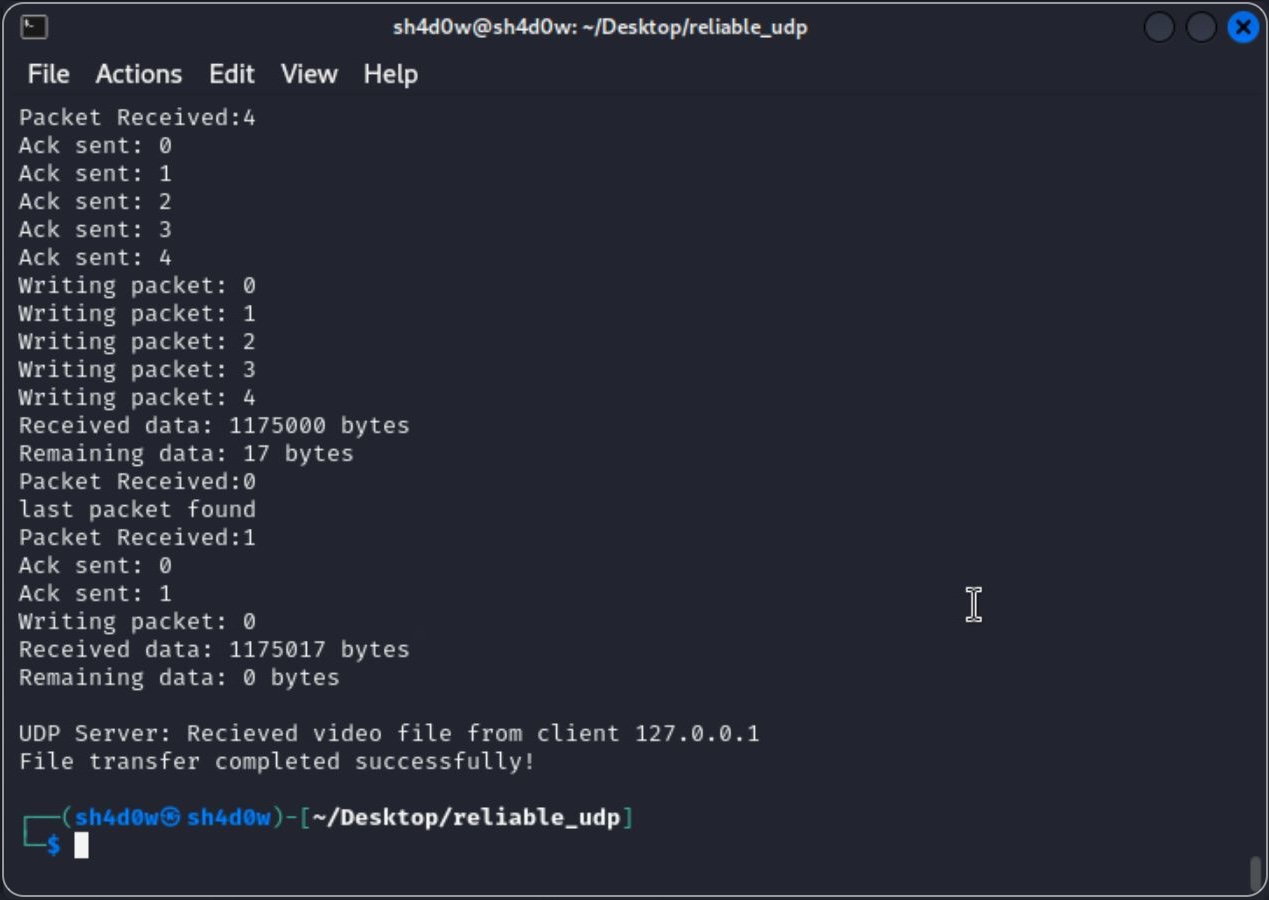 sh4d0w@sh4d0w: ~/Desktop/reliable_udp
File Actions Edit View Help
Packet Received:4
Ack sent: 0
Ack sent: 1
Ack sent: 2
Ack sent: 3
Ack sent: 4
Writing packet: 0
Writing packet: 1
Writing packet: 2
Writing packet: 3
Writing packet: 4
Received data: 1175000 bytes
Remaining data: 17 bytes
Packet Received:0
last packet found
Packet Received:1
Ack sent: 0
Ack sent: 1
Writing packet: 0
Received data: 1175017 bytes
Remaining data: 0 bytes
UDP Server: Recieved video file from client 127.0.0.1
File transfer completed successfully!
┌──(sh4d0w㉿sh4d0w)-[~/Desktop/reliable_udp]
└─$